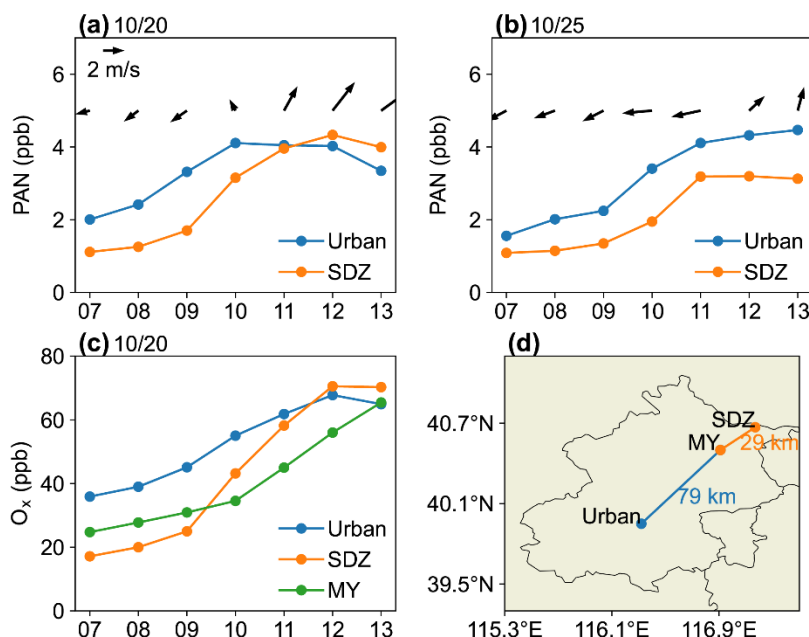 (a) 10/20
(b) 10/25
2 m/s
PAN (ppb)
6
4
2
0
Urban
SDZ
07 08 09 10 11 12 13
PAN (pbb)
6
4
2
0
Urban
SDZ
07 08 09 10 11 12 13
(c) 10/20
(d)
Ox (ppb)
80
60
40
20
0
Urban
SDZ
MY
07 08 09 10 11 12 13
40.7°N
40.1°N
39.5°N
SDZ
MY
29 km
79 km
Urban
115.3°E 116.1°E 116.9°E